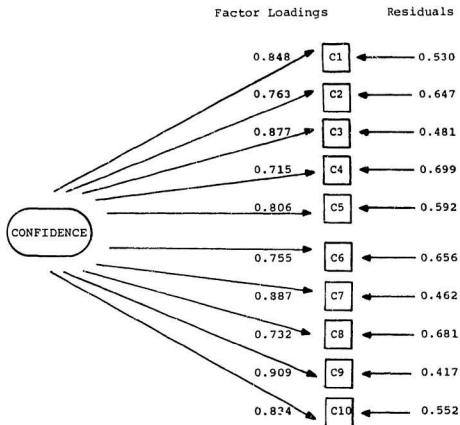 Factor Loadings Residuals
0.848 C1 0.530
0.763 C2 0.647
0.877 C3 0.481
0.715 C4 0.699
0.806 C5 0.592
CONFIDENCE
0.755 C6 0.656
0.887 C7 0.462
0.732 C8 0.681
0.909 C9 0.417
0.834 C10 0.552